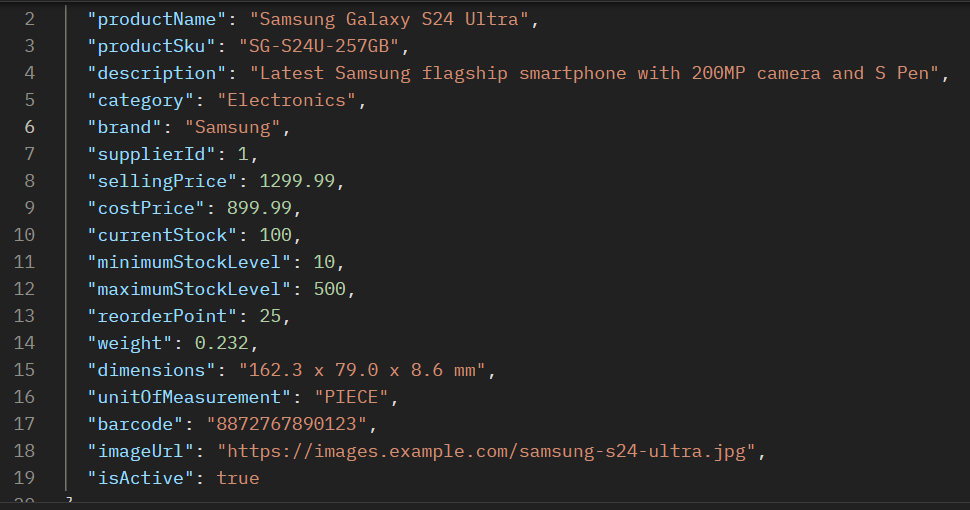 2 "productName": "Samsung Galaxy S24 Ultra",
3 "productSku": "SG-S24U-257GB",
4 "description": "Latest Samsung flagship smartphone with 200MP camera and S Pen",
5 "category": "Electronics",
6 "brand": "Samsung",
7 "supplierId": 1,
8 "sellingPrice": 1299.99,
9 "costPrice": 899.99,
10 "currentStock": 100,
11 "minimumStockLevel": 10,
12 "maximumStockLevel": 500,
13 "reorderPoint": 25,
14 "weight": 0.232,
15 "dimensions": "162.3 x 79.0 x 8.6 mm",
16 "unitOfMeasurement": "PIECE",
17 "barcode": "8872767890123",
18 "imageUrl": "https://images.example.com/samsung-s24-ultra.jpg",
19 "isActive": true